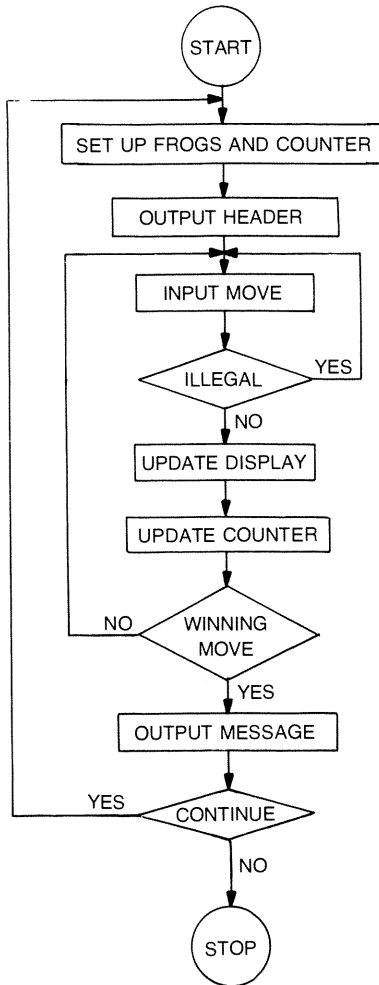 START
SET UP FROGS AND COUNTER
OUTPUT HEADER
INPUT MOVE
ILLEGAL
YES
NO
UPDATE DISPLAY
UPDATE COUNTER
NO
WINNING
MOVE
YES
OUTPUT MESSAGE
YES
CONTINUE
NO
STOP